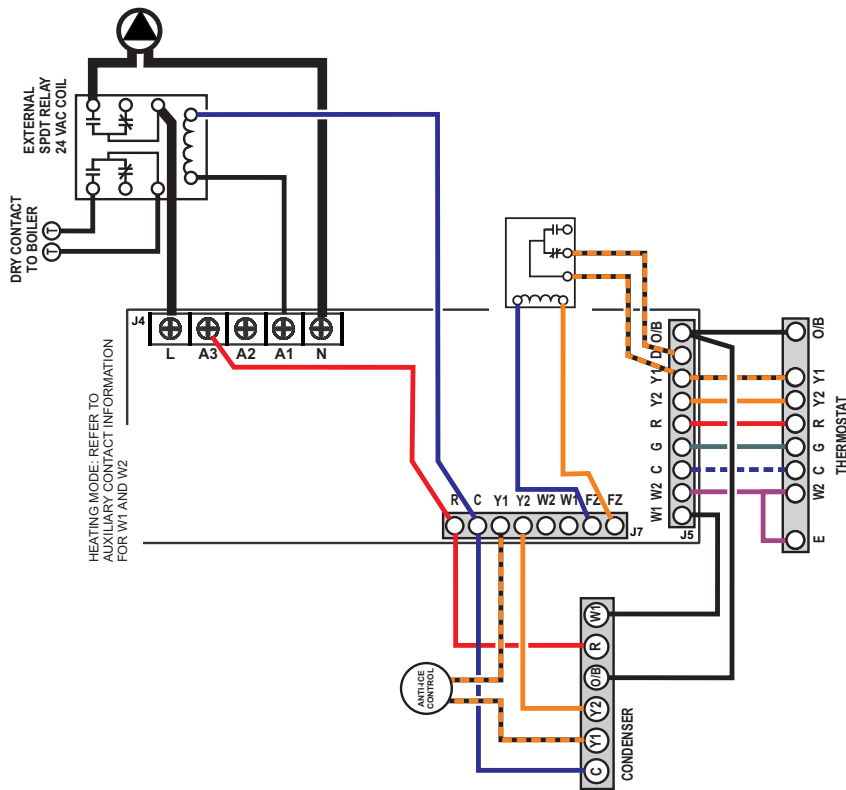 EXTERNAL
SPDT RELAY
24 VAC COIL
DRY CONTACT
TO BOILER
T
T
J4
L
A3
A2
A1
N
HEATING MODE: REFER TO
AUXILIARY CONTACT INFORMATION
FOR W1 AND W2
R C Y1 Y2 W2 W1 FZ FZ
J7
O/B
D
Y1
Y2
R
G
C
W2
W1
J5
O/B
Y1
Y2
R
G
C
W2
E
THERMOSTAT
ANTI-ICE
CONTROL
W1
R
O/B
Y2
Y1
C
CONDENSER